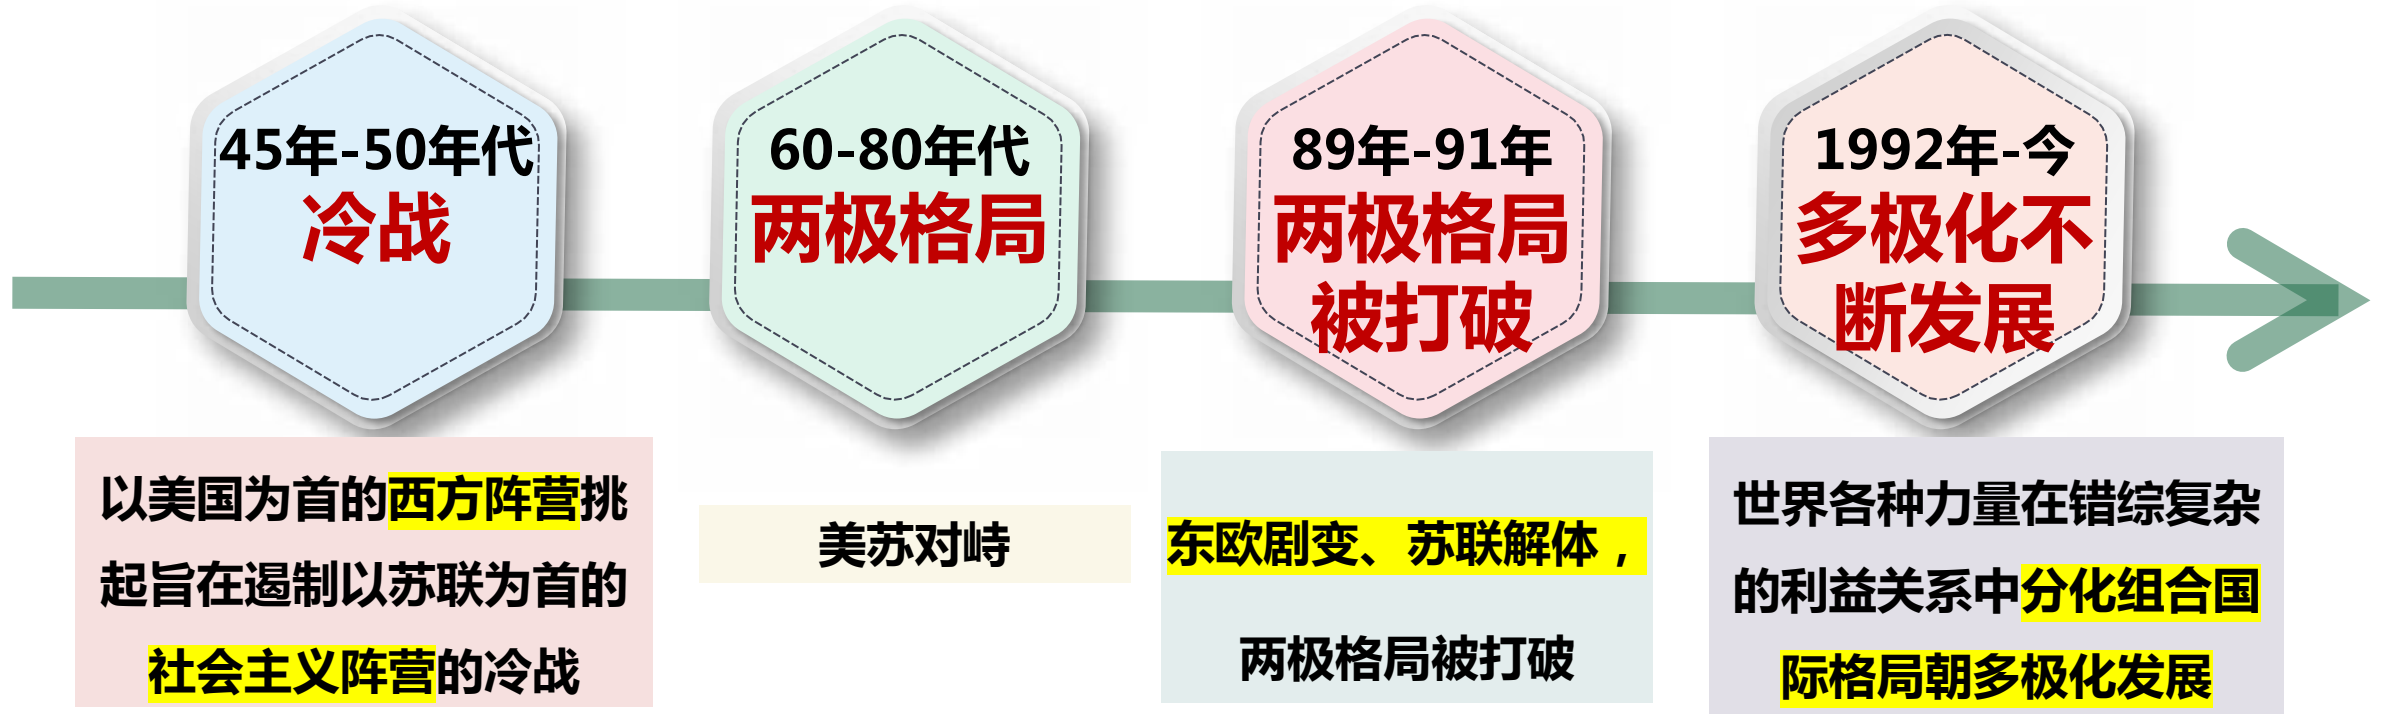 45年-50年代
冷战
60-80年代
两极格局
89年-91年
两极格局
被打破
1992年-今
多极化不
断发展
以美国为首的西方阵营挑
起旨在遏制以苏联为首的
社会主义阵营的冷战
美苏对峙
东欧剧变、苏联解体，
两极格局被打破
世界各种力量在错综复杂
的利益关系中分化组合国
际格局朝多极化发展